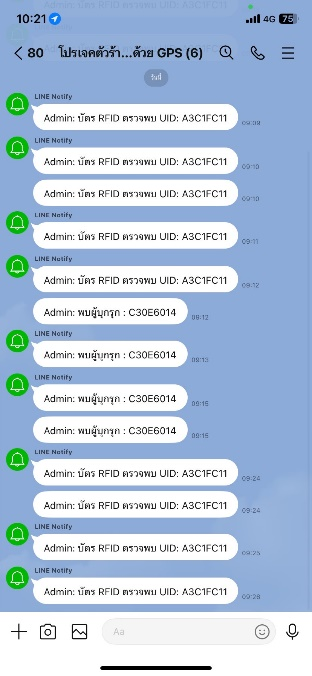 10:21
4G 75
80 โปรเจคตัวร้า...ด้วย GPS (6)
วันนี้
LINE Notify
Admin: บัตร RFID ตรวจพบ UID: A3C1FC11
09:09
LINE Notify
Admin: บัตร RFID ตรวจพบ UID: A3C1FC11
09:10
Admin: บัตร RFID ตรวจพบ UID: A3C1FC11
09:10
LINE Notify
Admin: บัตร RFID ตรวจพบ UID: A3C1FC11
09:11
LINE Notify
Admin: บัตร RFID ตรวจพบ UID: A3C1FC11
09:12
Admin: พบผู้บุกรุก : C30E6014
09:12
LINE Notify
Admin: พบผู้บุกรุก : C30E6014
09:13
LINE Notify
Admin: พบผู้บุกรุก : C30E6014
09:15
Admin: พบผู้บุกรุก : C30E6014
09:15
LINE Notify
Admin: บัตร RFID ตรวจพบ UID: A3C1FC11
09:24
Admin: บัตร RFID ตรวจพบ UID: A3C1FC11
09:24
LINE Notify
Admin: บัตร RFID ตรวจพบ UID: A3C1FC11
09:25
LINE Notify
Admin: บัตร RFID ตรวจพบ UID: A3C1FC11
09:26
Aa